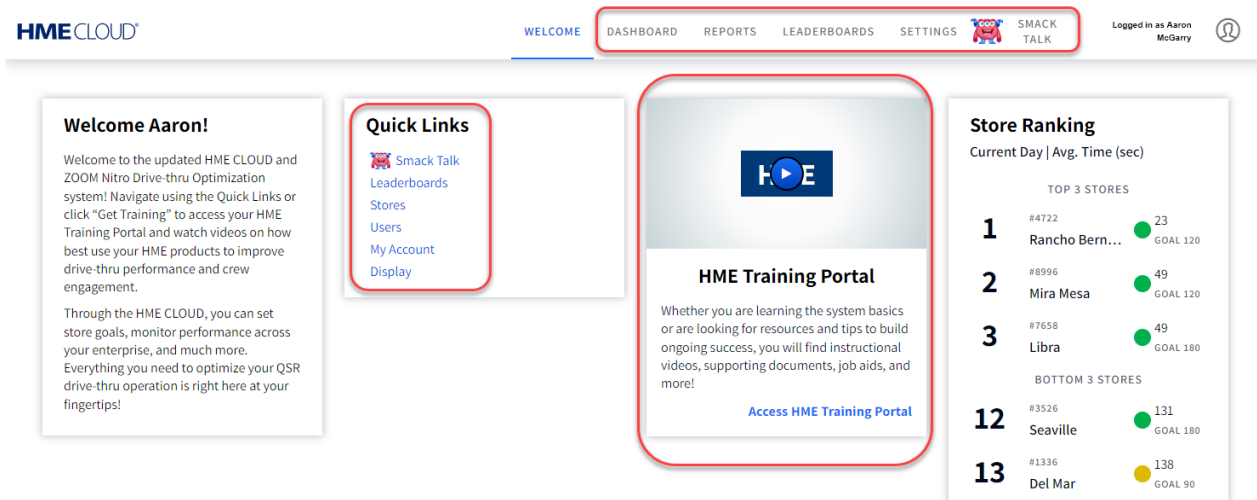 HME CLOUD®
WELCOME
DASHBOARD
REPORTS
LEADERBOARDS
SETTINGS
SMACK
TALK
Logged in as Aaron
McGarry
Welcome Aaron!
Welcome to the updated HME CLOUD and
ZOOM Nitro Drive-thru Optimization
system! Navigate using the Quick Links or
click “Get Training” to access your HME
Training Portal and watch videos on how
best use your HME products to improve
drive-thru performance and crew
engagement.
Through the HME CLOUD, you can set
store goals, monitor performance across
your enterprise, and much more.
Everything you need to optimize your QSR
drive-thru operation is right here at your
fingertips!
Quick Links
Smack Talk
Leaderboards
Stores
Users
My Account
Display
HME Training Portal
Whether you are learning the system basics
or are looking for resources and tips to build
ongoing success, you will find instructional
videos, supporting documents, job aids, and
more!
Access HME Training Portal
Store Ranking
Current Day | Avg. Time (sec)
TOP 3 STORES
1
#4722
Rancho Bern...
23
GOAL 120
2
#8996
Mira Mesa
49
GOAL 120
3
#7658
Libra
49
GOAL 180
BOTTOM 3 STORES
12
#3526
Seaville
131
GOAL 180
13
#1336
Del Mar
138
GOAL 90